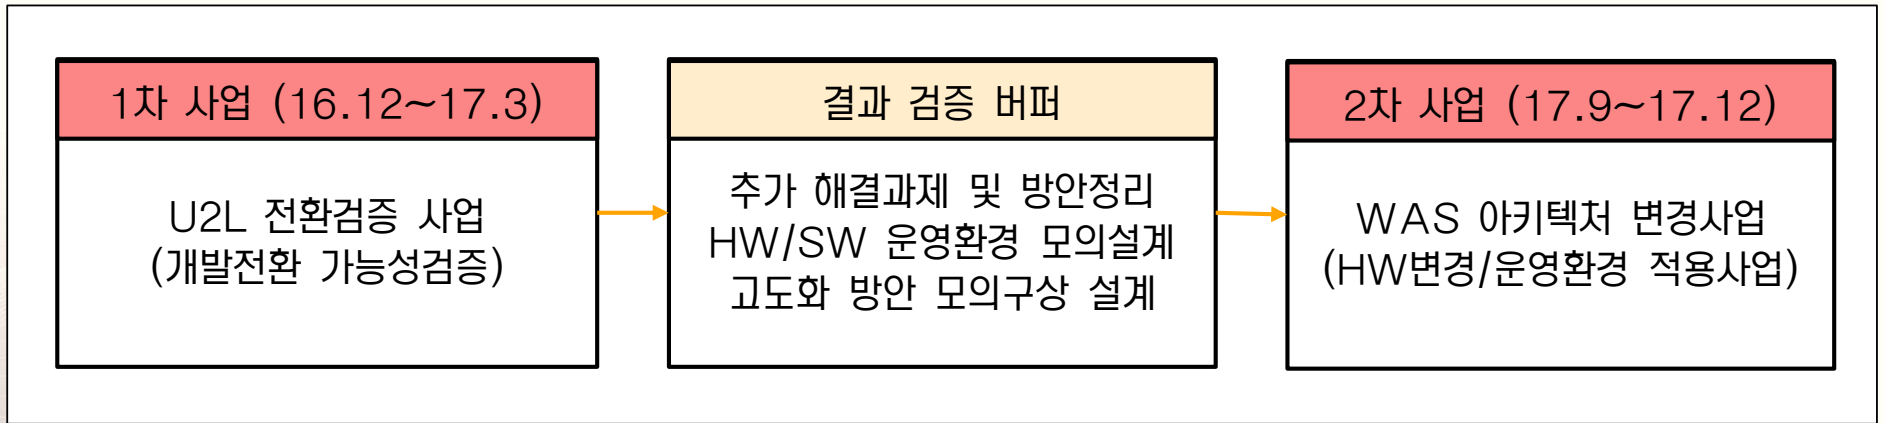 1차 사업 (16.12~17.3)
U2L 전환검증 사업
(개발전환 가능성검증)
결과 검증 버퍼
추가 해결과제 및 방안정리
HW/SW 운영환경 모의설계
고도화 방안 모의구상 설계
2차 사업 (17.9~17.12)
WAS 아키텍처 변경사업
(HW변경/운영환경 적용사업)